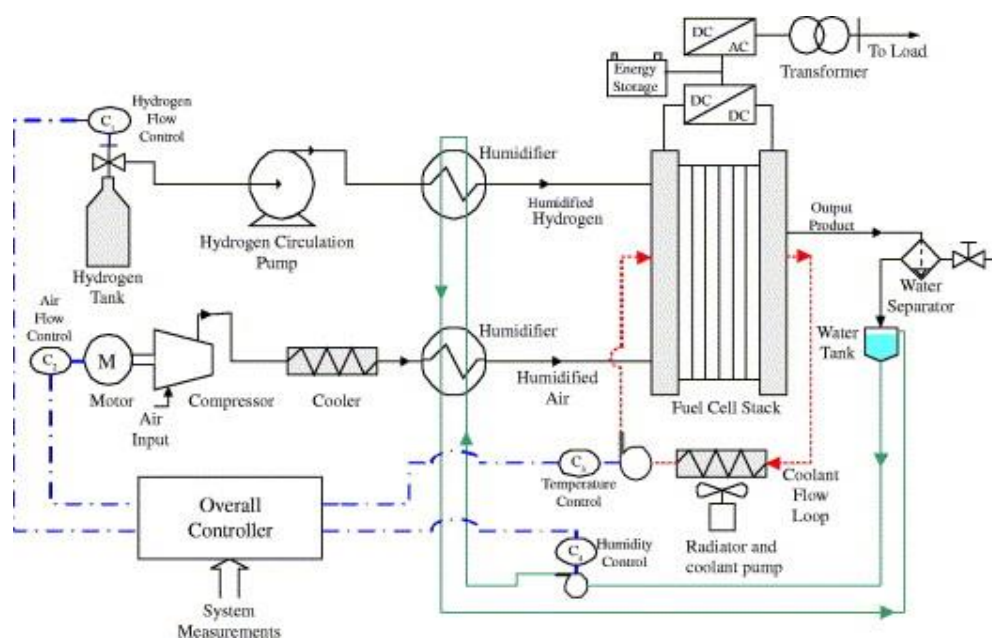 DC
AC
To Load
Transformer
Energy
Storage
DC
DC
Hydrogen
Flow
Control
C1
Humidifier
Humidified
Hydrogen
Hydrogen Circulation
Pump
Hydrogen
Tank
Output
Product
Water
Separator
Air
Flow
Control
C2
M
Motor
Compressor
Air
Input
Cooler
Humidifier
Humidified
Air
Water
Tank
Fuel Cell Stack
C3
Temperature
Control
Coolant
Flow
Loop
Overall
Controller
C4
Humidity
Control
Radiator and
coolant pump
System
Measurements